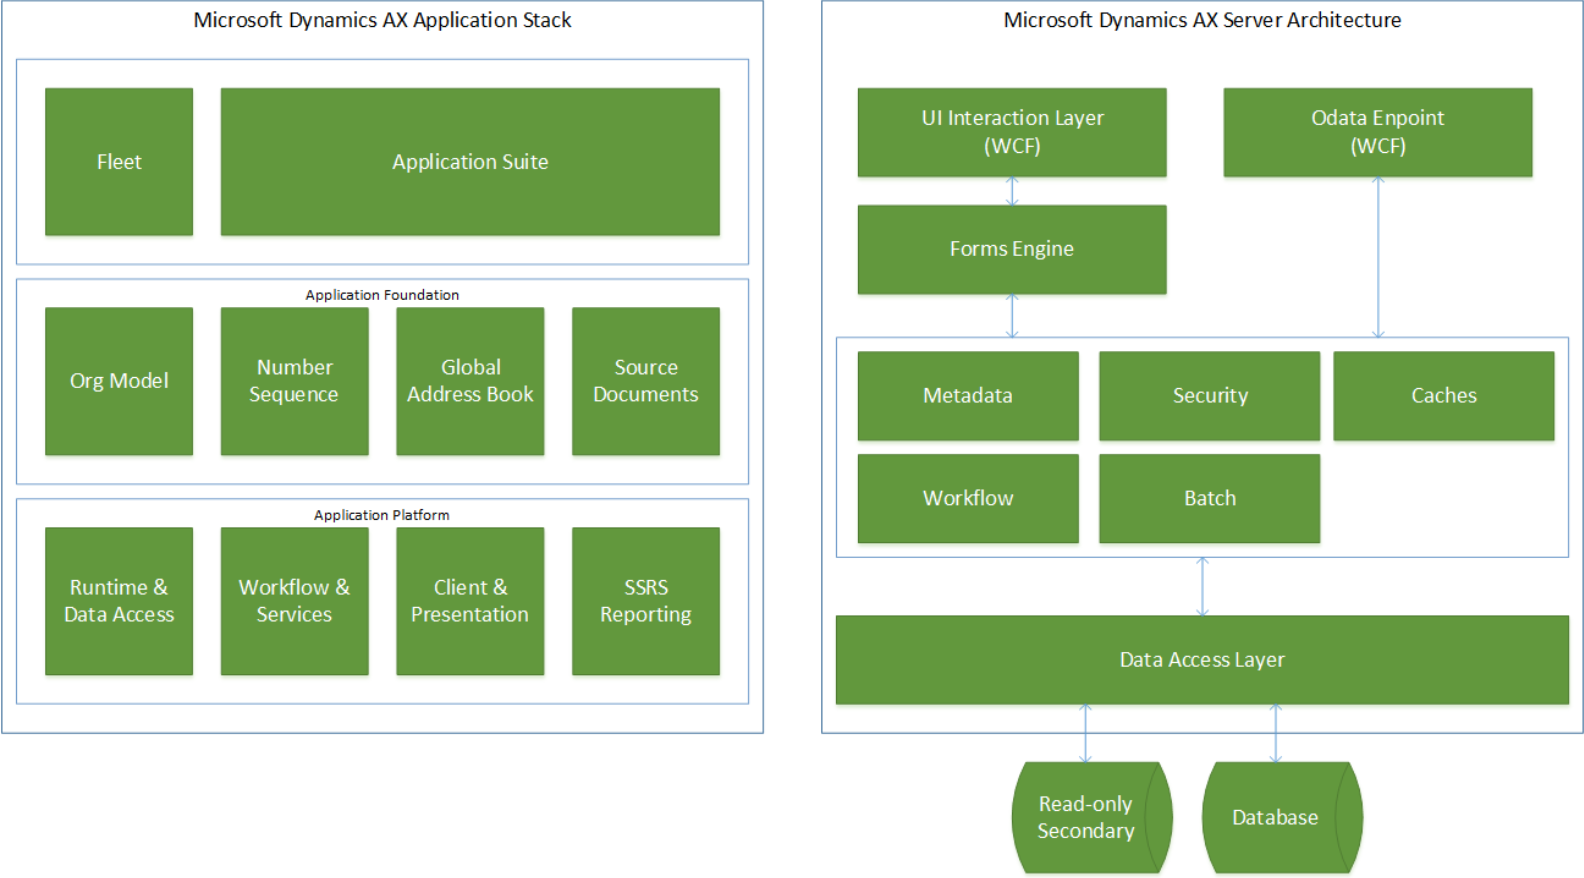 Microsoft Dynamics AX Application Stack
Fleet
Application Suite
Application Foundation
Org Model
Number
Sequence
Global
Address Book
Source
Documents
Application Platform
Runtime &
Data Access
Workflow &
Services
Client &
Presentation
SSRS
Reporting
Microsoft Dynamics AX Server Architecture
UI Interaction Layer
(WCF)
Odata Enpoint
(WCF)
Forms Engine
Metadata
Security
Caches
Workflow
Batch
Data Access Layer
Read-only
Secondary
Database